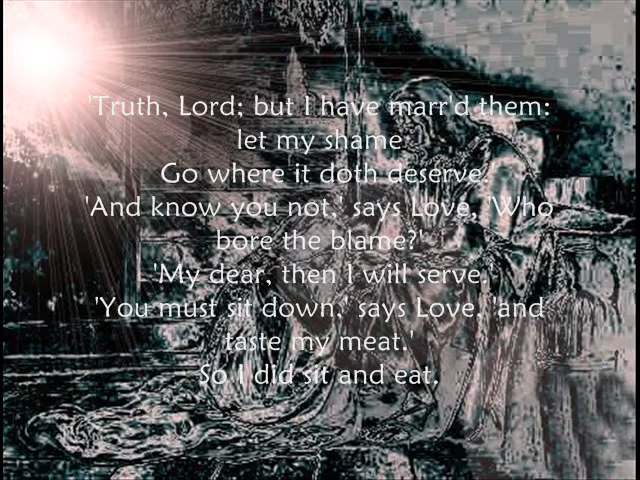 'Truth, Lord; but I have marr'd them:
let my shame
Go where it doth deserve.
'And know you not,' says Love, 'Who
bore the blame?'
'My dear, then I will serve.
'You must sit down,' says Love, 'and
taste my meat.'
So I did sit and eat.